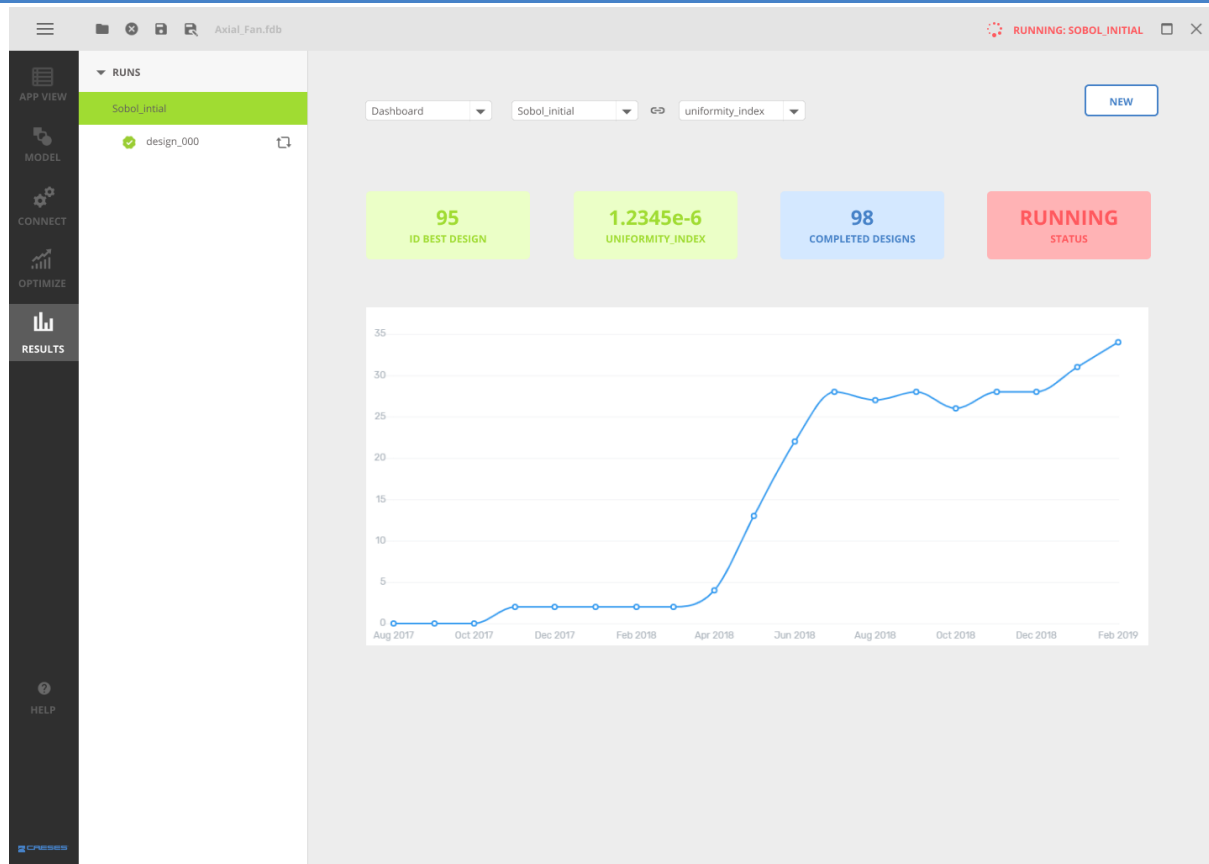 Axial_Fan.fdb
RUNNING: SOBOL_INITIAL
APP VIEW
MODEL
CONNECT
OPTIMIZE
RESULTS
HELP
CAESES
RUNS
Sobol_intial
design_000
Dashboard
Sobol_initial
uniformity_index
NEW
95
ID BEST DESIGN
1.2345e-6
UNIFORMITY_INDEX
98
COMPLETED DESIGNS
RUNNING
STATUS
35
30
25
20
15
10
5
0
Aug 2017 Oct 2017 Dec 2017 Feb 2018 Apr 2018 Jun 2018 Aug 2018 Oct 2018 Dec 2018 Feb 2019